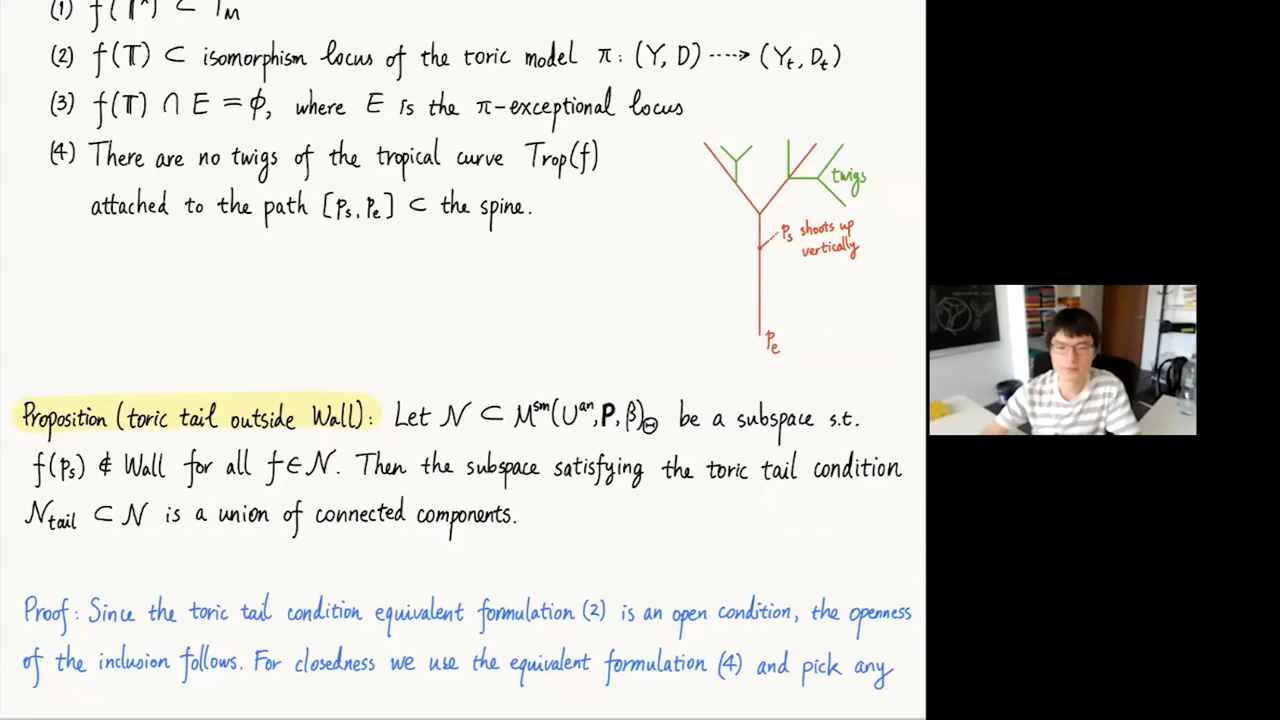 (1) f(T^) ⊂ T_M
(2) f(𝕋) ⊂ isomorphism locus of the toric model π: (Y, D) ----> (Y_t, D_t)
(3) f(𝕋) ∩ E = ∅, where E is the π-exceptional locus
(4) There are no twigs of the tropical curve Trop(f)
attached to the path [p_s, p_e] ⊂ the spine.
twigs
p_s shoots up
vertically
p_e
Proposition (toric tail outside Wall): Let N ⊂ M^sm(U^an, P, β)_Θ be a subspace s.t.
f(p_s) ∉ Wall for all f ∈ N. Then the subspace satisfying the toric tail condition
N_tail ⊂ N is a union of connected components.
Proof: Since the toric tail condition equivalent formulation (2) is an open condition, the openness
of the inclusion follows. For closedness we use the equivalent formulation (4) and pick any